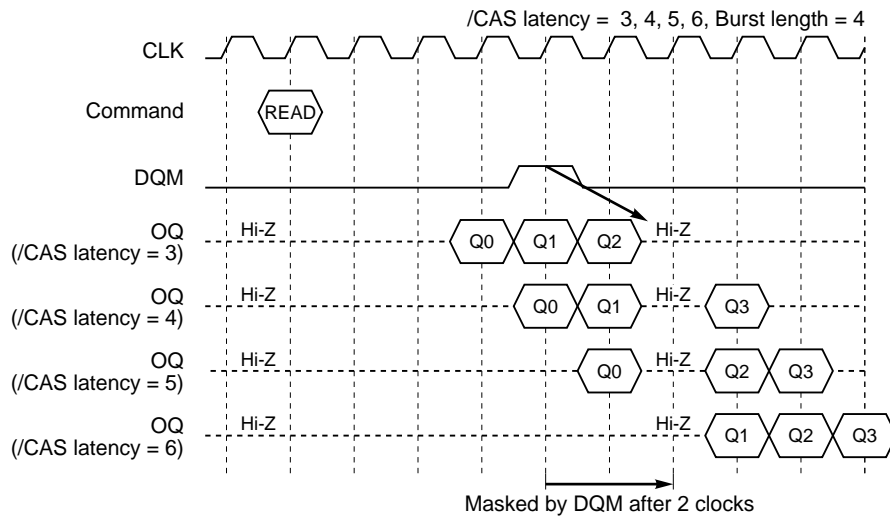 /CAS latency = 3, 4, 5, 6, Burst length = 4
CLK
Command READ
DQM
OQ
(/CAS latency = 3) Hi-Z Q0 Q1 Q2 Hi-Z
OQ
(/CAS latency = 4) Hi-Z Q0 Q1 Hi-Z Q3
OQ
(/CAS latency = 5) Hi-Z Q0 Hi-Z Q2 Q3
OQ
(/CAS latency = 6) Hi-Z Hi-Z Q1 Q2 Q3
Masked by DQM after 2 clocks